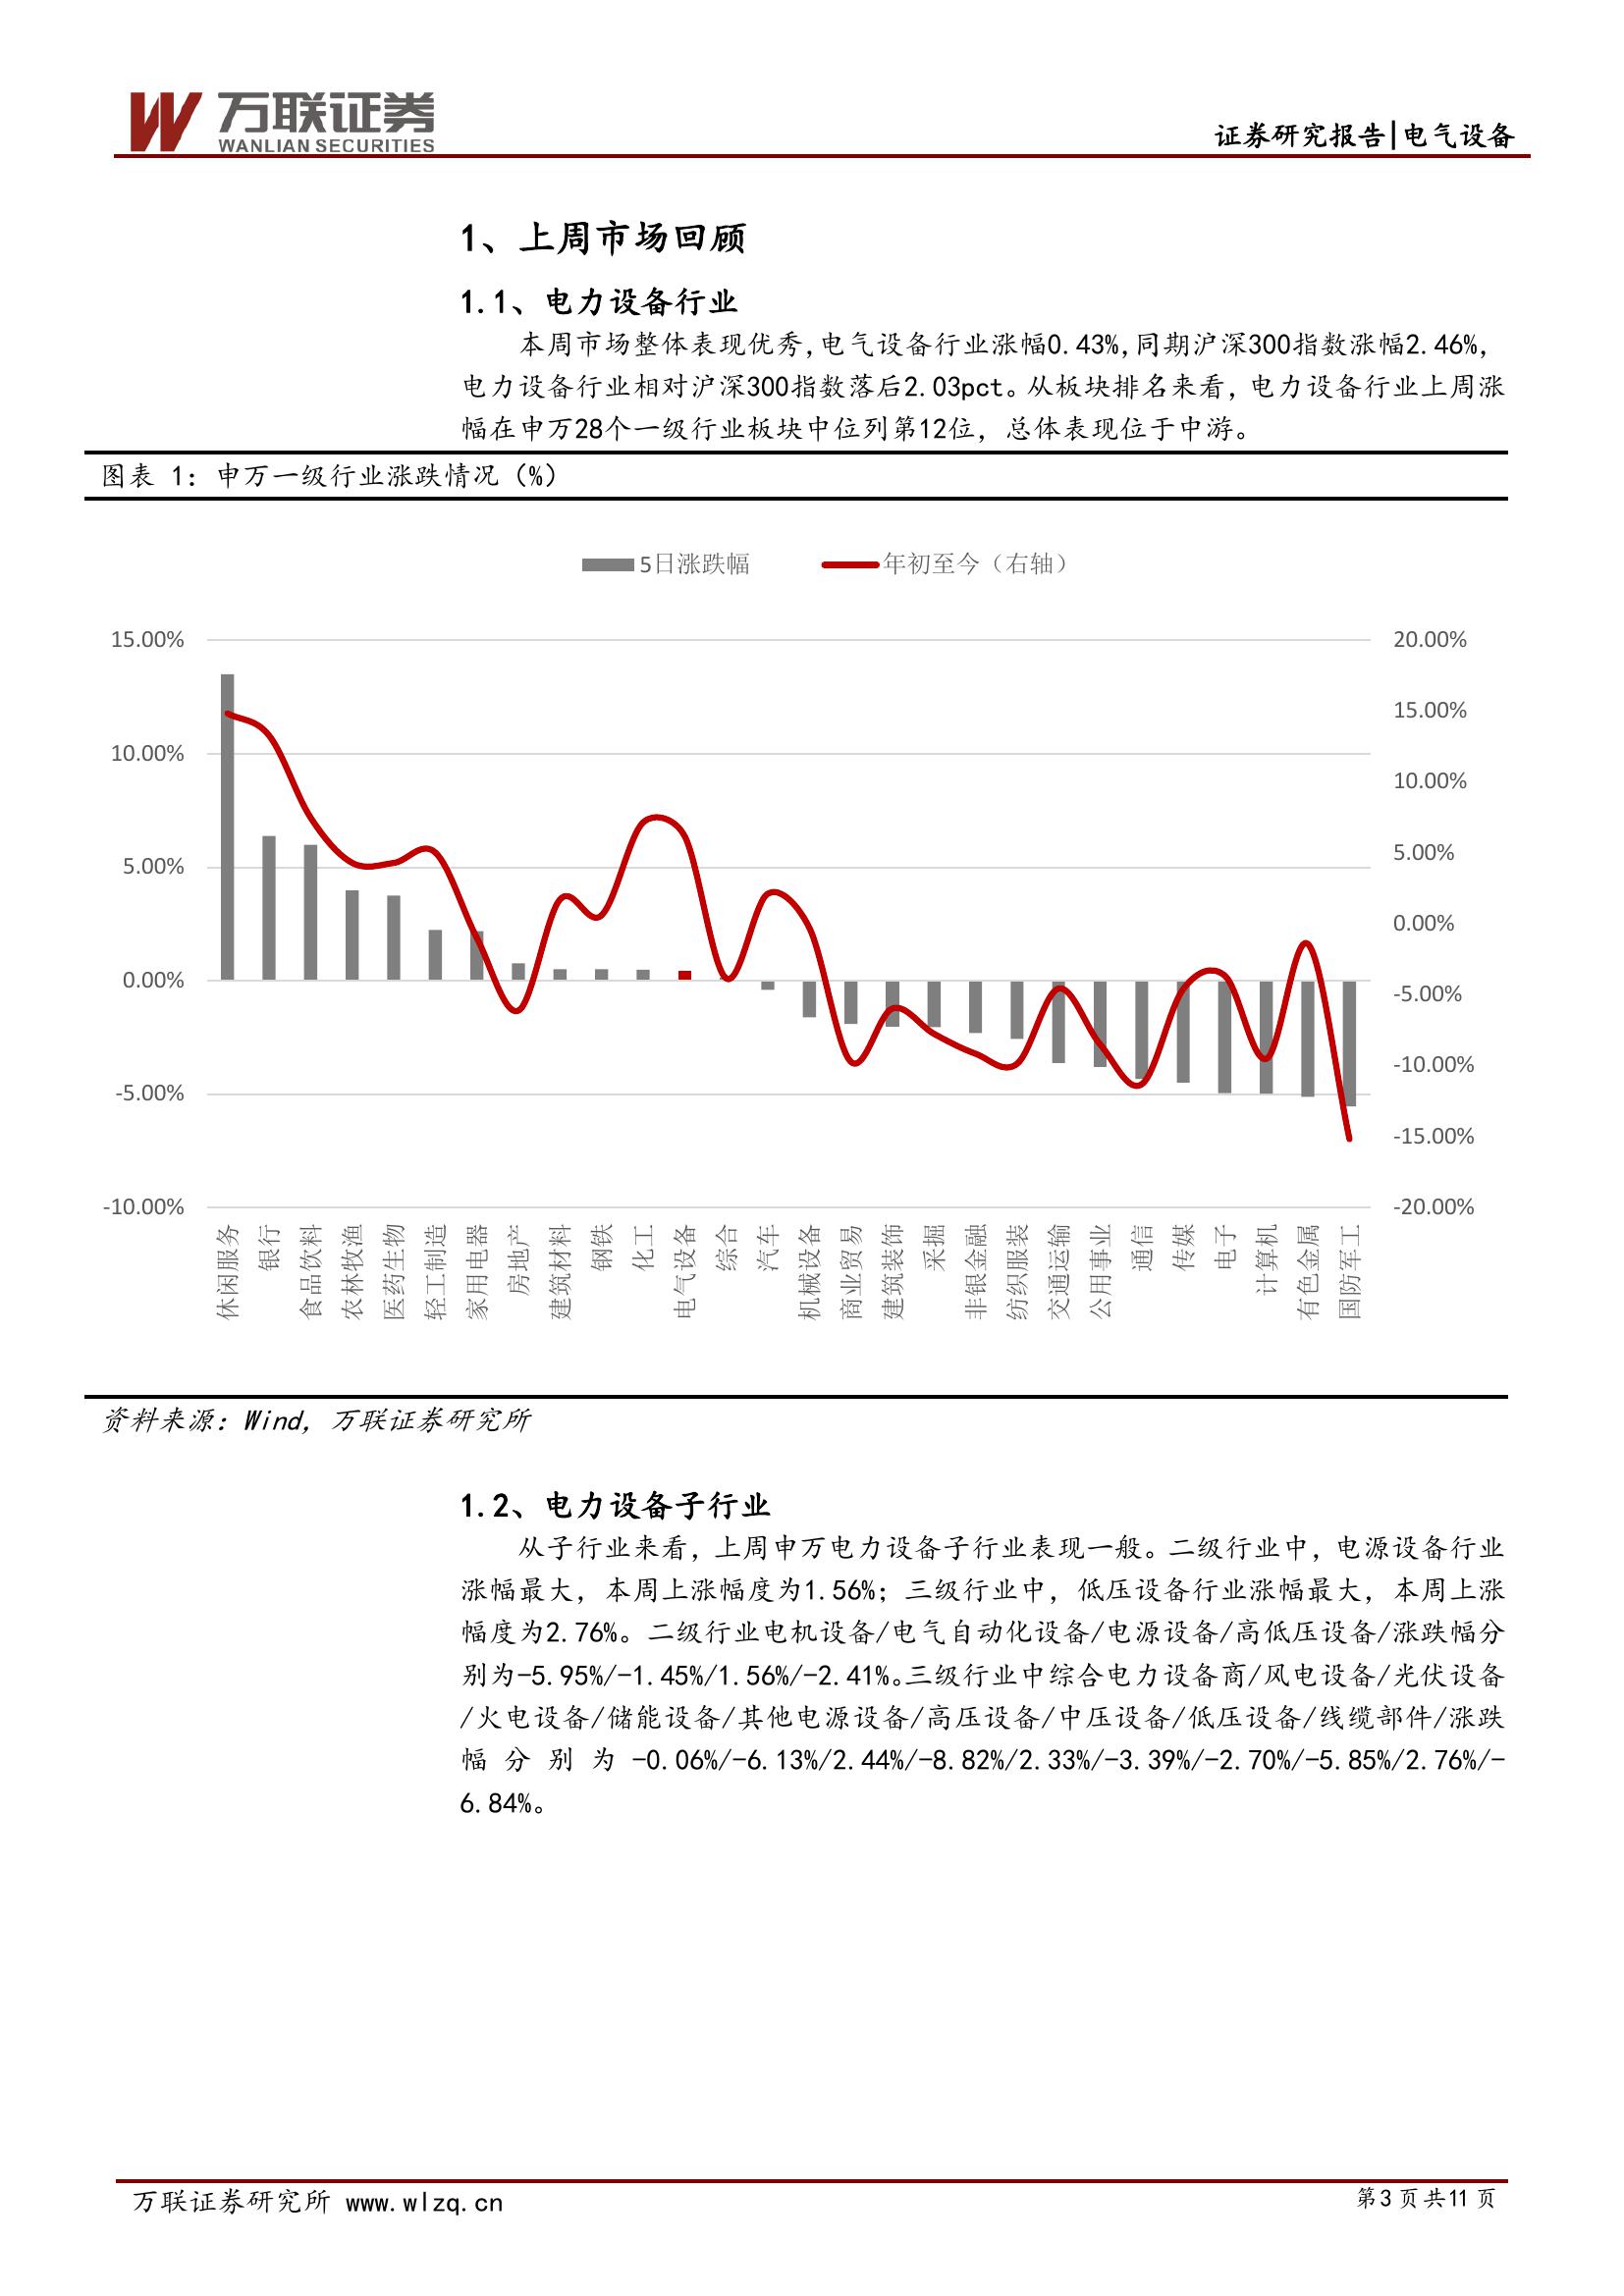 万联证券
WANLIAN SECURITIES
证券研究报告|电气设备
1、上周市场回顾
1.1、电力设备行业
本周市场整体表现优秀,电气设备行业涨幅0.43%,同期沪深300指数涨幅2.46%,
电力设备行业相对沪深300指数落后2.03pct。从板块排名来看，电力设备行业上周涨
幅在申万28个一级行业板块中位列第12位，总体表现位于中游。
图表 1：申万一级行业涨跌情况 (%)
5日涨跌幅 年初至今（右轴）
15.00% 20.00%
15.00%
10.00%
10.00%
5.00% 5.00%
0.00%
0.00%
-5.00%
-10.00%
-5.00%
-15.00%
-10.00% -20.00%
休闲服务
银行
食品饮料
农林牧渔
医药生物
轻工制造
家用电器
房地产
建筑材料
钢铁
化工
电气设备
综合
汽车
机械设备
商业贸易
建筑装饰
采掘
非银金融
纺织服装
交通运输
公用事业
通信
传媒
电子
计算机
有色金属
国防军工
资料来源：Wind，万联证券研究所
1.2、电力设备子行业
从子行业来看，上周申万电力设备子行业表现一般。二级行业中，电源设备行业
涨幅最大，本周上涨幅度为1.56%；三级行业中，低压设备行业涨幅最大，本周上涨
幅度为2.76%。二级行业电机设备/电气自动化设备/电源设备/高低压设备/涨跌幅分
别为-5.95%/-1.45%/1.56%/-2.41%。三级行业中综合电力设备商/风电设备/光伏设备
/火电设备/储能设备/其他电源设备/高压设备/中压设备/低压设备/线缆部件/涨跌
幅分别为-0.06%/-6.13%/2.44%/-8.82%/2.33%/-3.39%/-2.70%/-5.85%/2.76%/-
6.84%。
万联证券研究所 www.wlzq.cn 第3页共11页